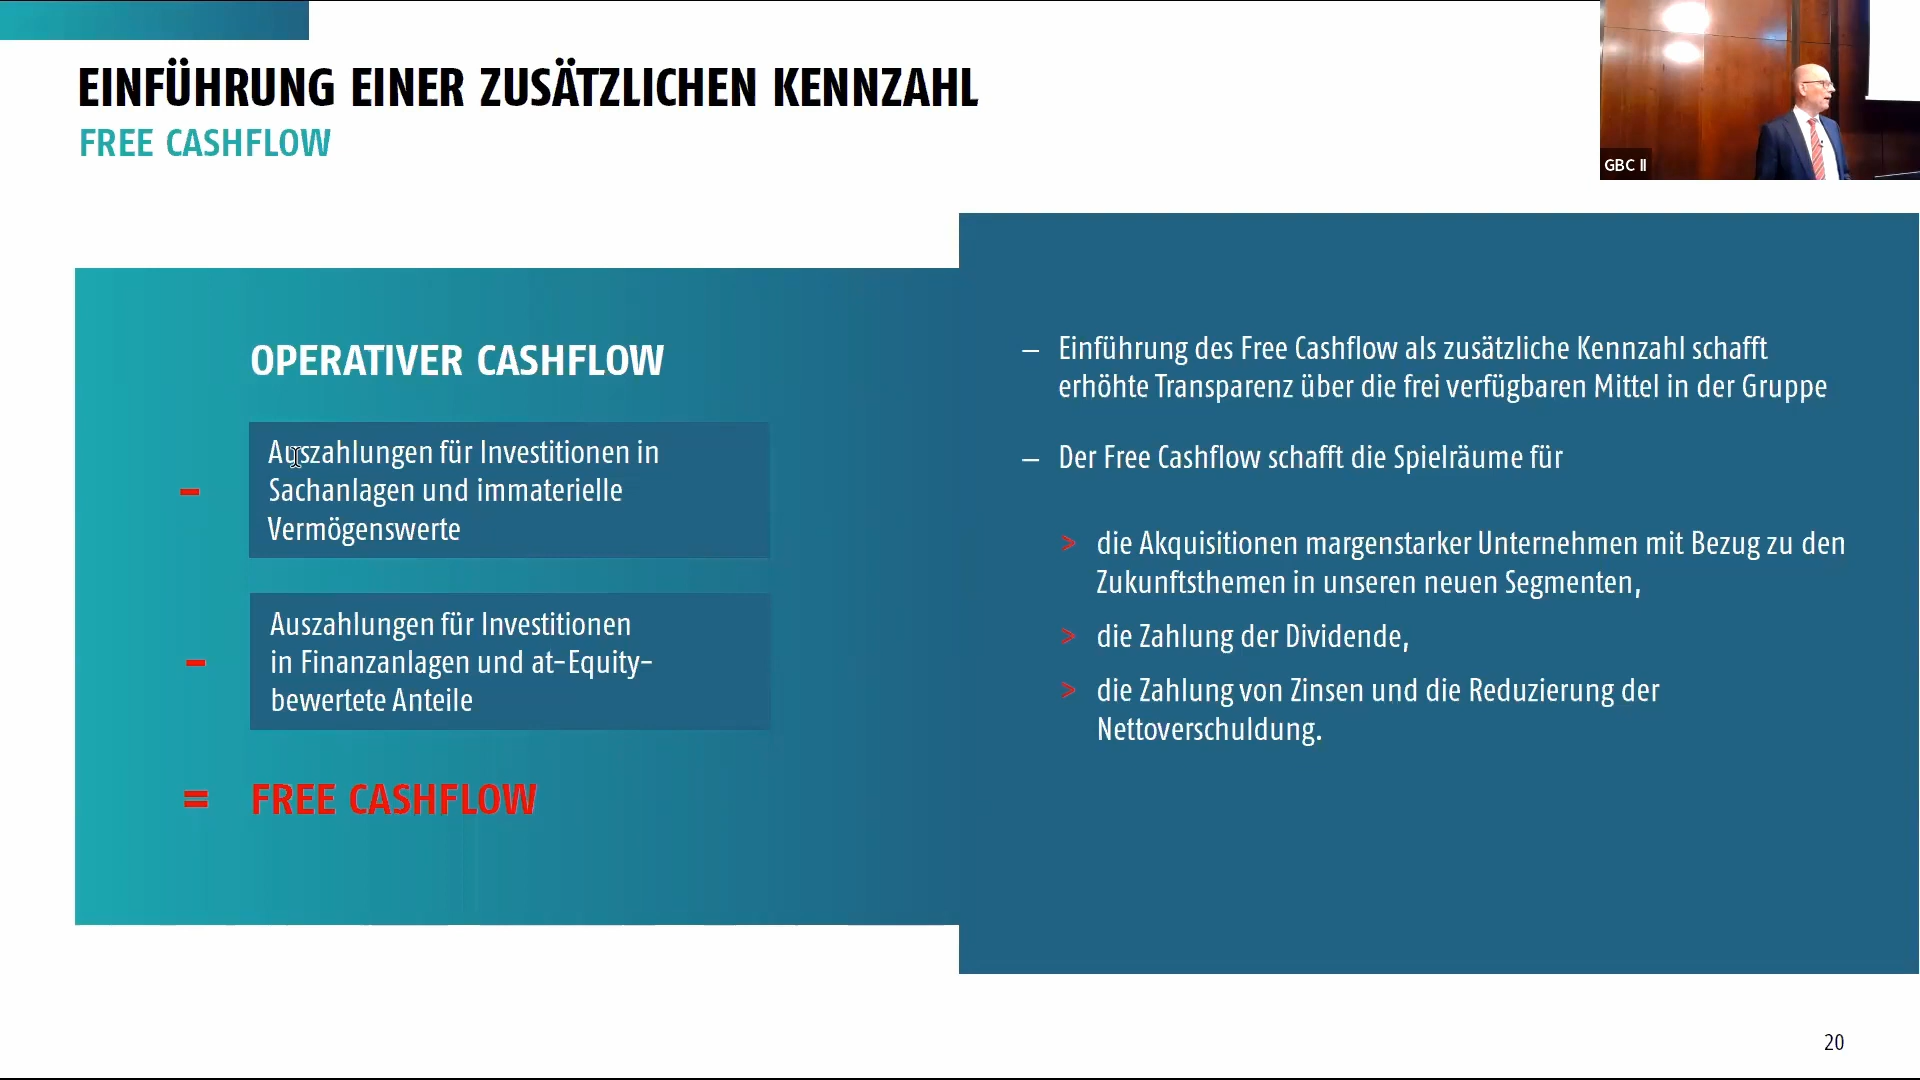 EINFÜHRUNG EINER ZUSÄTZLICHEN KENNZAHL
FREE CASHFLOW
GBC II
OPERATIVER CASHFLOW
– Auszahlungen für Investitionen in
Sachanlagen und immaterielle
Vermögenswerte
– Auszahlungen für Investitionen
in Finanzanlagen und at-Equity-
bewertete Anteile
= FREE CASHFLOW
– Einführung des Free Cashflow als zusätzliche Kennzahl schafft
erhöhte Transparenz über die frei verfügbaren Mittel in der Gruppe
– Der Free Cashflow schafft die Spielräume für
> die Akquisitionen margenstarker Unternehmen mit Bezug zu den
Zukunftsthemen in unseren neuen Segmenten,
> die Zahlung der Dividende,
> die Zahlung von Zinsen und die Reduzierung der
Nettoverschuldung.
20